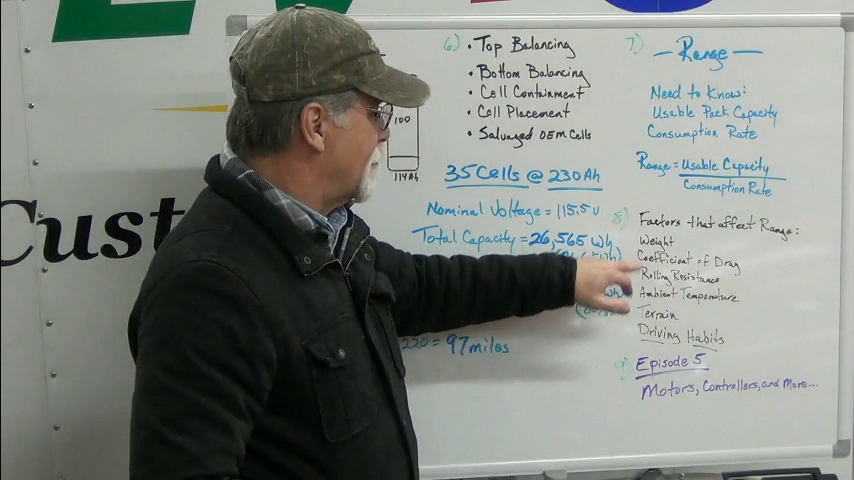 Cust
100
114Ah
6)
• Top Balancing
• Bottom Balancing
• Cell Containment
• Cell Placement
• Salvaged OEM Cells
35 Cells @ 230 Ah
Nominal Voltage = 115.5v
Total Capacity = 26,565 Wh
220 = 97 miles
7)
— Range —
Need to Know:
Usable Pack Capacity
Consumption Rate
Range = Usable Capacity
Consumption Rate
8)
Factors that affect Range:
Weight
Coefficient of Drag
Rolling Resistance
Ambient Temperature
Terrain
Driving Habits
9)
Episode 5
Motors, Controllers, and More...